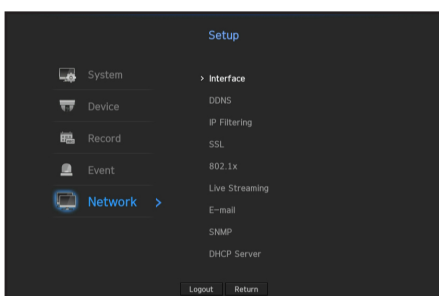 Setup
System
Device
Record
Event
Network >
> Interface
DDNS
IP Filtering
SSL
802.1x
Live Streaming
E-mail
SNMP
DHCP Server
Logout Return